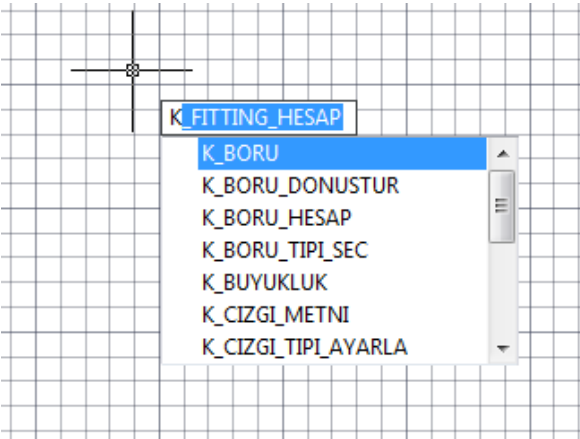 K_FITTING_HESAP
K_BORU
K_BORU_DONUSTUR
K_BORU_HESAP
K_BORU_TIPI_SEC
K_BUYUKLUK
K_CIZGI_METNI
K_CIZGI_TIPI_AYARLA